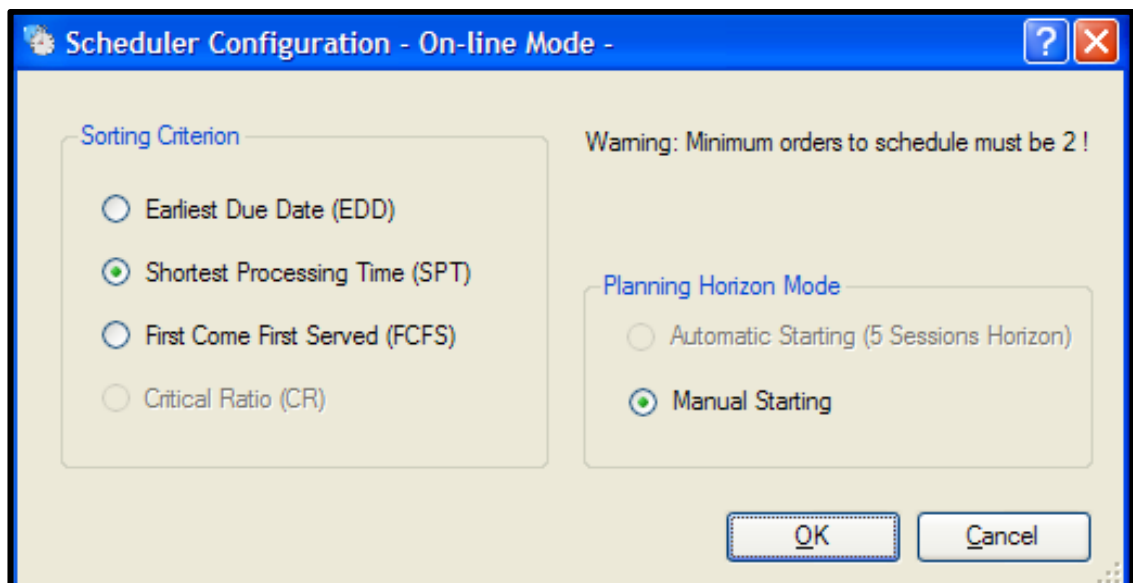 Scheduler Configuration - On-line Mode -
?
Sorting Criterion
Earliest Due Date (EDD)
Shortest Processing Time (SPT)
First Come First Served (FCFS)
Critical Ratio (CR)
Warning: Minimum orders to schedule must be 2 !
Planning Horizon Mode
Automatic Starting (5 Sessions Horizon)
Manual Starting
OK
Cancel